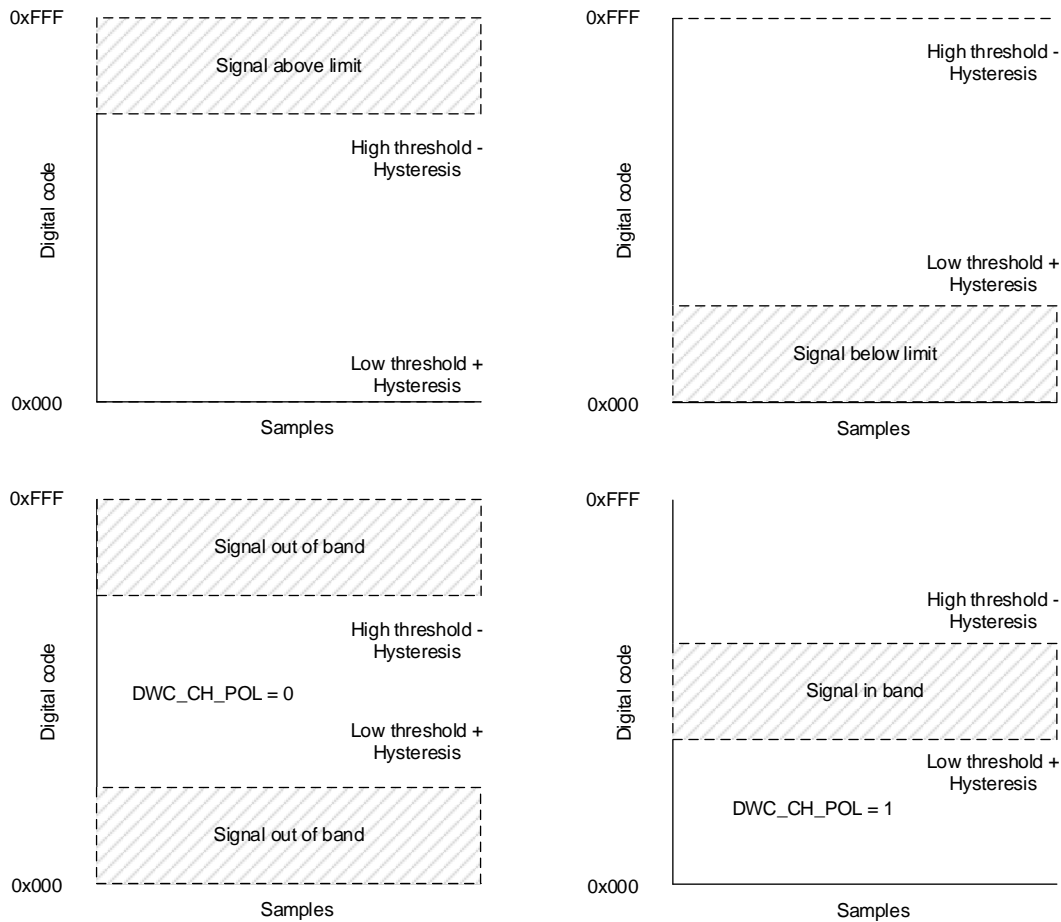 0xFFF
Signal above limit
High threshold -
Hysteresis
Digital code
Low threshold +
Hysteresis
0x000
Samples
High threshold -
Hysteresis
Digital code
Low threshold +
Hysteresis
Signal below limit
0x000
Samples
0xFFF
Signal out of band
High threshold -
Hysteresis
Digital code
DWC_CH_POL = 0
Low threshold +
Hysteresis
Signal out of band
0x000
Samples
0xFFF
High threshold -
Hysteresis
Digital code
Signal in band
Low threshold +
Hysteresis
DWC_CH_POL = 1
0x000
Samples